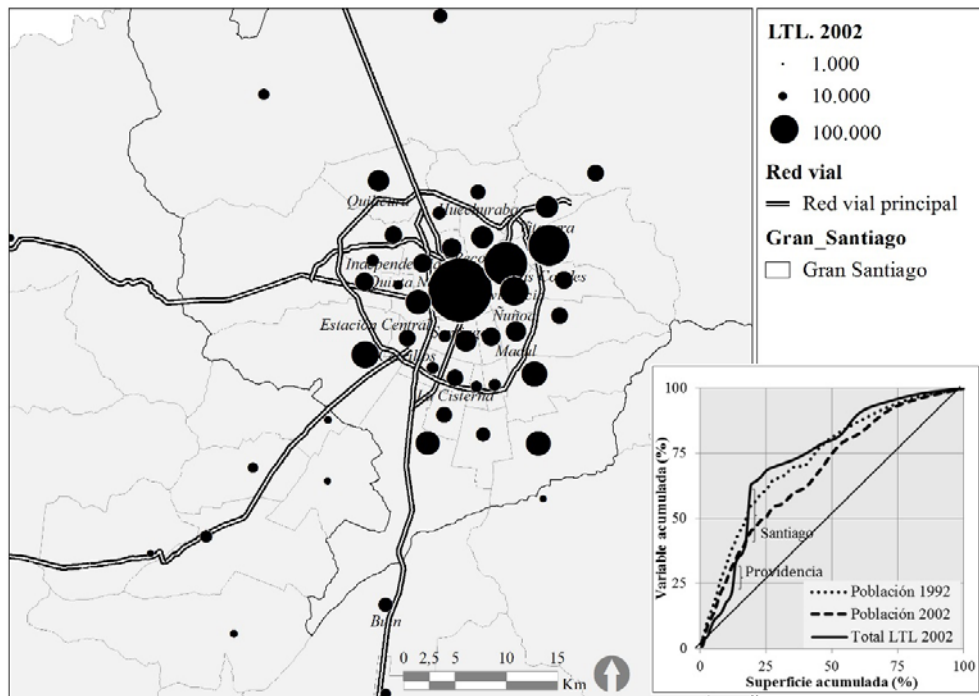 LTL. 2002
1.000
10.000
100.000
Red vial
Red vial principal
Gran_Santiago
Gran Santiago
Quilicura
Huechuraba
Ñuñoa
Estación Central
Macul
La Cisterna
Buin
0 2,5 5 10 15
Km
Variable acumulada (%)
100
75
50
25
0
Santiago
Providencia
Población 1992
Población 2002
Total LTL 2002
0 25 50 75 100
Superficie acumulada (%)